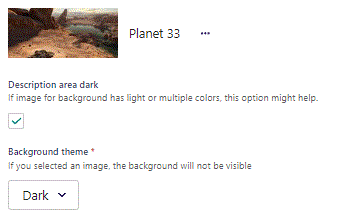 Planet 33
Description area dark
If image for background has light or multiple colors, this option might help.
Background theme *
If you selected an image, the background will not be visible
Dark